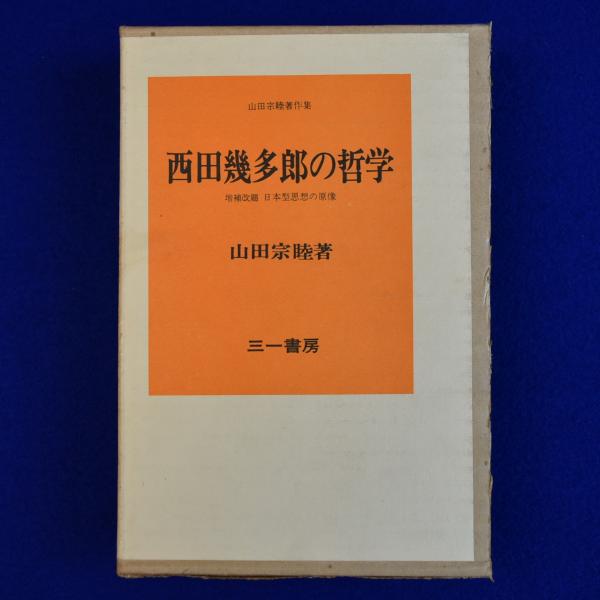 山田宗睦著作集
西田幾多郎の哲学
増補改題 日本型思想の原像
山田宗睦著
三一書房